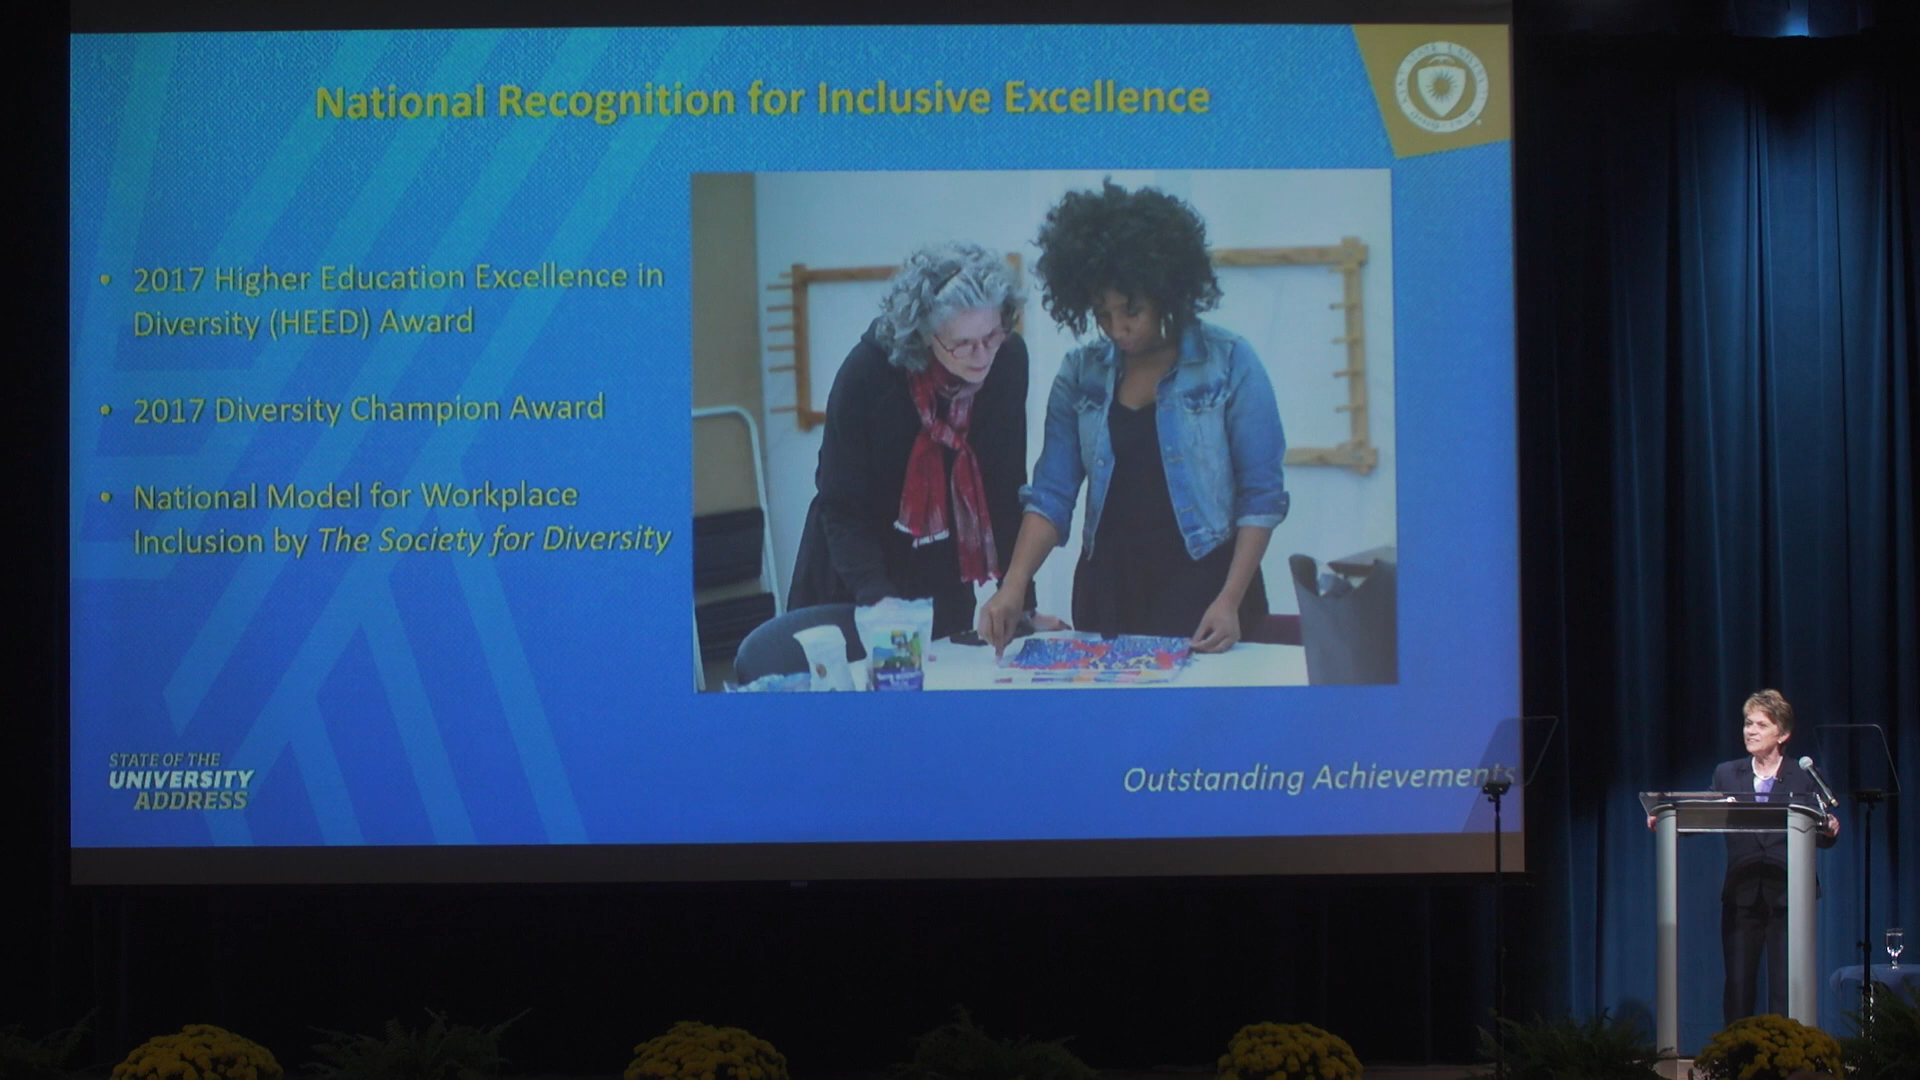 National Recognition for Inclusive Excellence
• 2017 Higher Education Excellence in
Diversity (HEED) Award
• 2017 Diversity Champion Award
• National Model for Workplace
Inclusion by The Society for Diversity
STATE OF THE
UNIVERSITY
ADDRESS
Outstanding Achievements